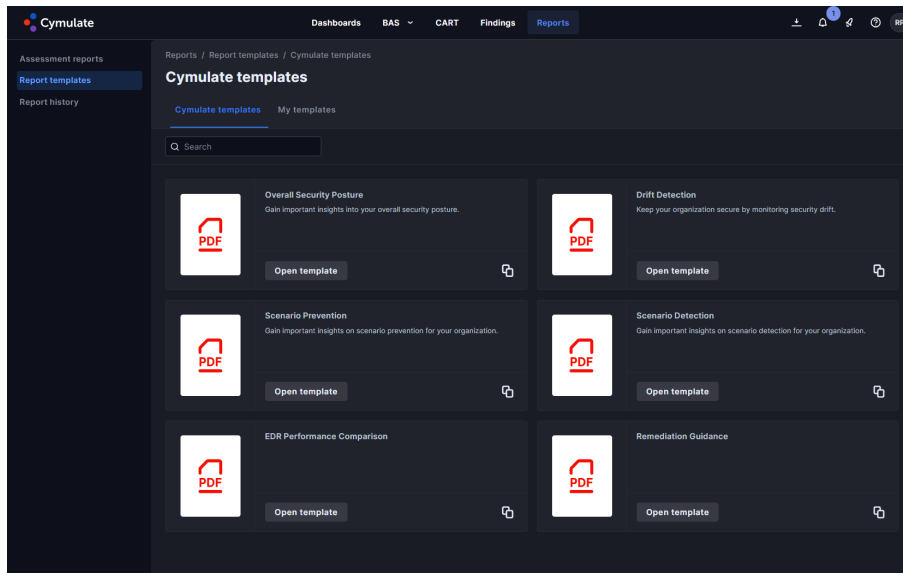 Cymulate
Dashboards BAS CART Findings Reports
1
RF
Assessment reports
Report templates
Report history
Reports / Report templates / Cymulate templates
Cymulate templates
Cymulate templates My templates
Search
PDF
Overall Security Posture
Gain important insights into your overall security posture.
Open template
PDF
Drift Detection
Keep your organization secure by monitoring security drift.
Open template
PDF
Scenario Prevention
Gain important insights on scenario prevention for your organization.
Open template
PDF
Scenario Detection
Gain important insights on scenario detection for your organization.
Open template
PDF
EDR Performance Comparison
Open template
PDF
Remediation Guidance
Open template